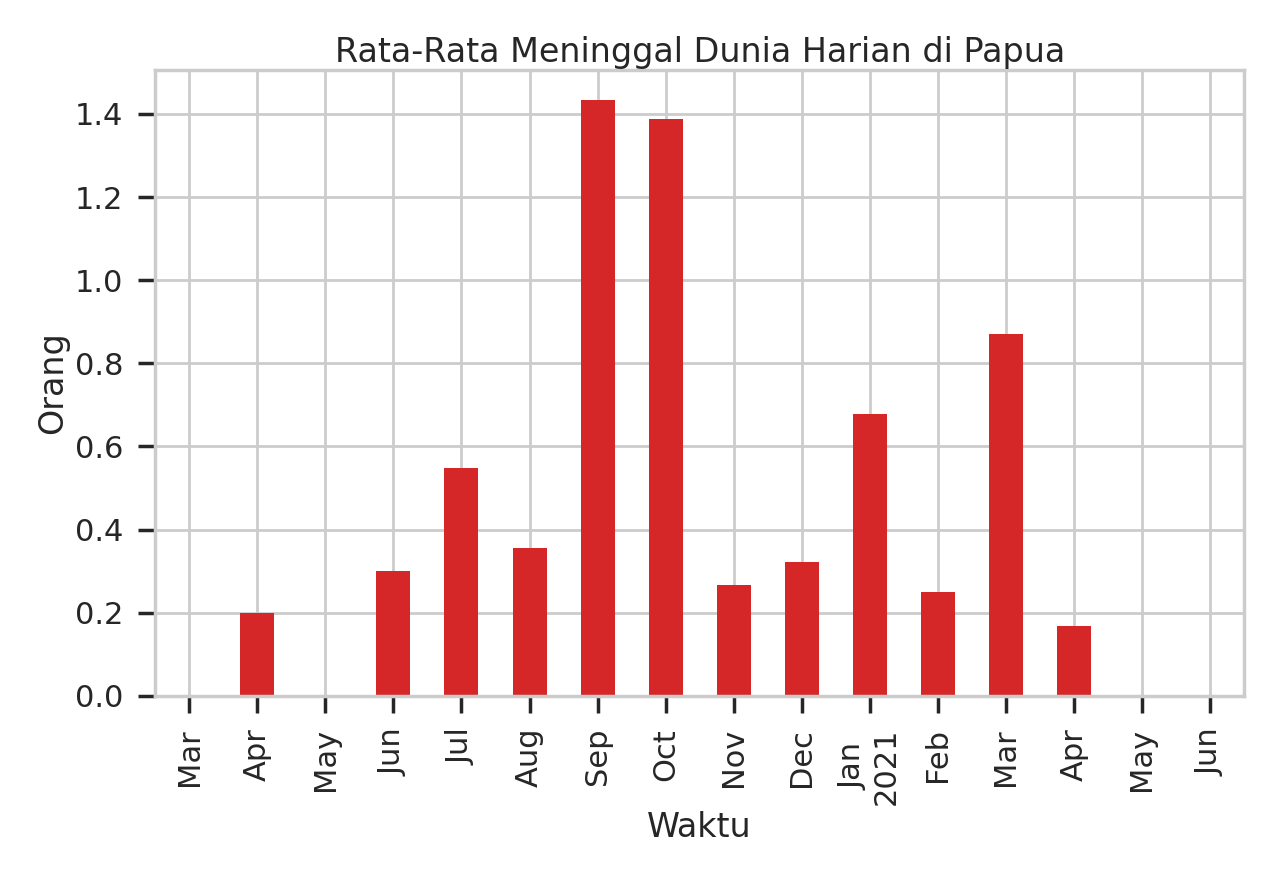 Rata-Rata Meninggal Dunia Harian di Papua
1.4
1.2
1.0
0.8
0.6
0.4
0.2
0.0
Orang
Mar
Apr
May
Jun
Jul
Aug
Sep
Oct
Nov
Dec
Jan
2021
Feb
Mar
Apr
May
Jun
Waktu